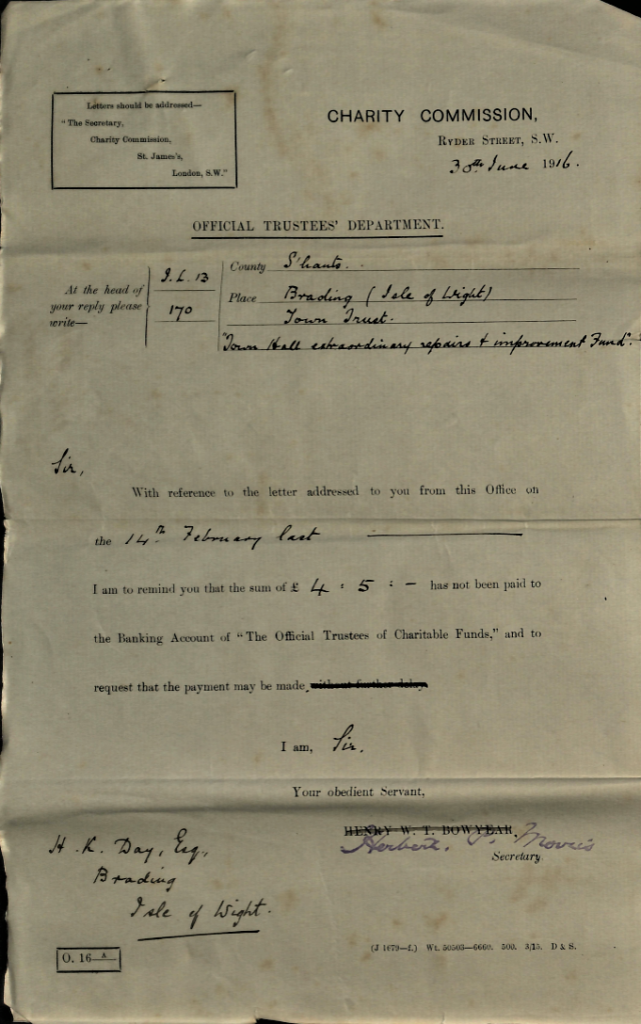 Letters should be addressed—
"The Secretary,
Charity Commission,
St. James's,
London, S.W."
CHARITY COMMISSION,
RYDER STREET, S.W.
30th June 1916.
OFFICIAL TRUSTEES' DEPARTMENT.
At the head of
your reply please
write—
I.L. 13
170
County S'hants.
Place Brading (Isle of Wight)
Town Trust.
"Town Hall extraordinary repairs & improvement Fund".
Sir,
With reference to the letter addressed to you from this Office on
the 14th February last
I am to remind you that the sum of £ 4 : 5 : - has not been paid to
the Banking Account of "The Official Trustees of Charitable Funds," and to
request that the payment may be made, without further delay.
I am, Sir,
Your obedient Servant,
HENRY W. T. BOWYEAR,
Herbert. Morris
Secretary.
H. K. Day, Esq.,
Brading
Isle of Wight.
O. 16 A
(J 1679—I.) Wt. 50563—6660. 500. 3/15. D & S.